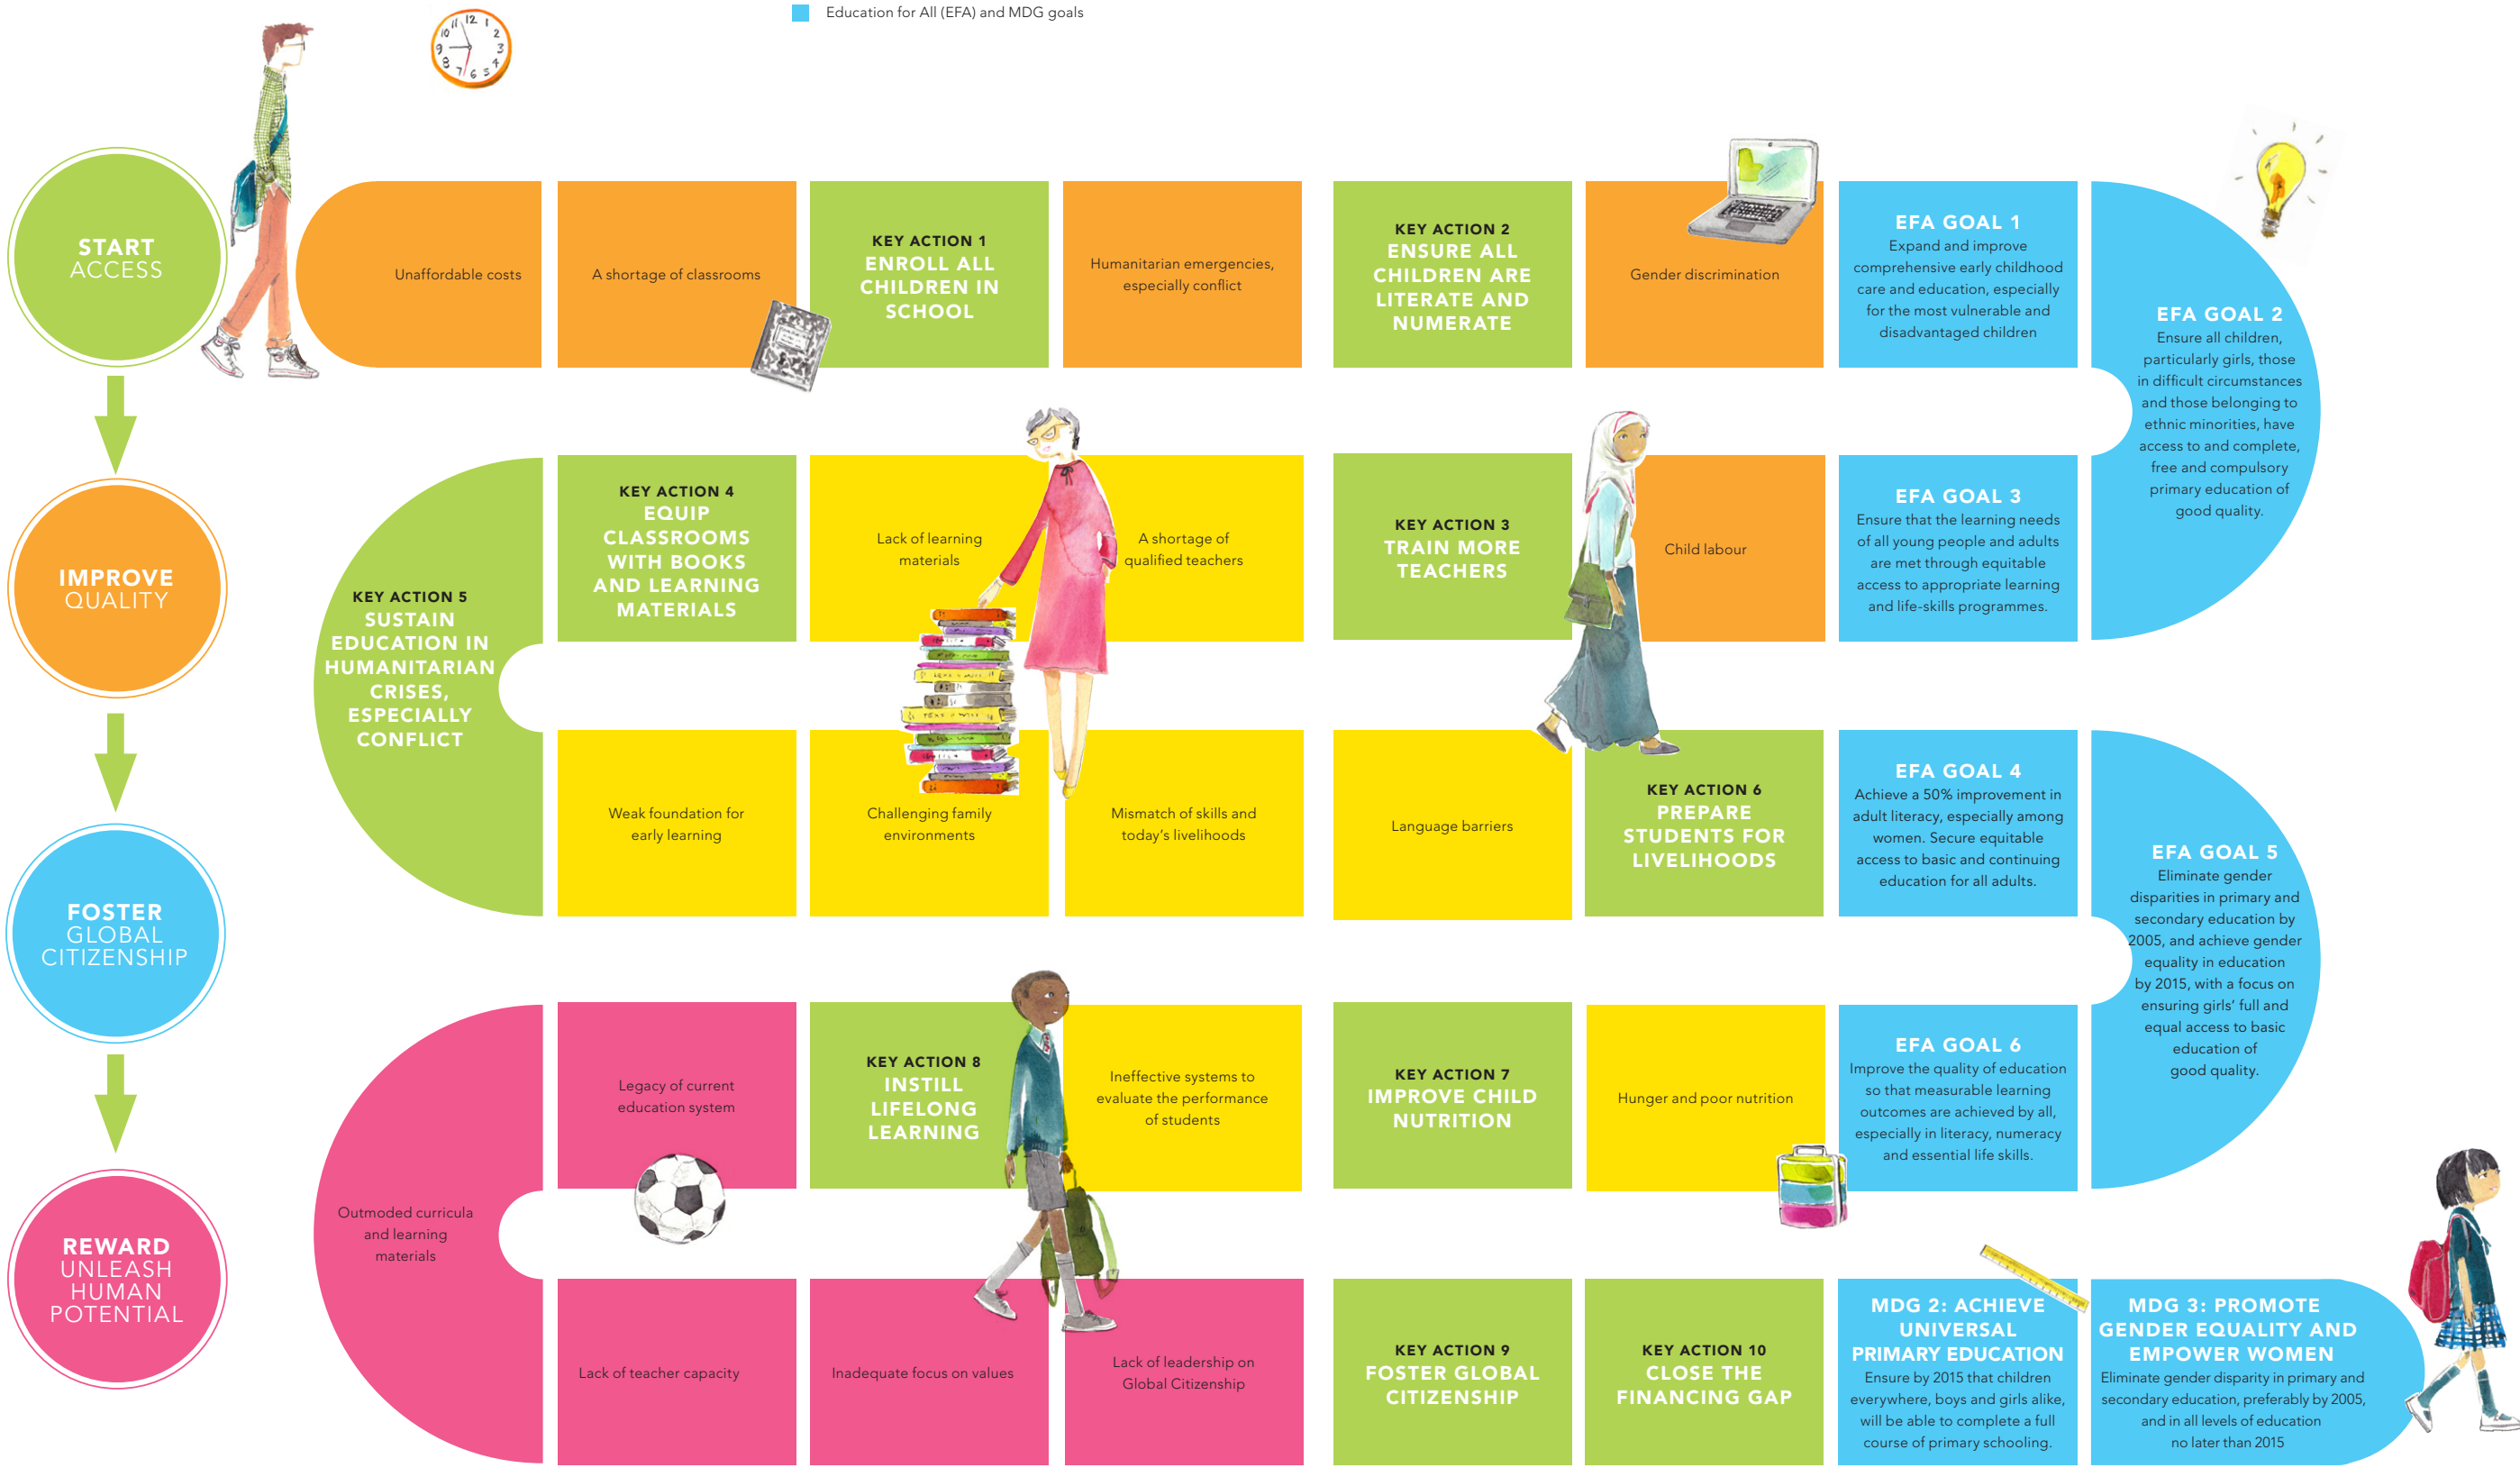 Education for All (EFA) and MDG goals
START
ACCESS
IMPROVE
QUALITY
FOSTER
GLOBAL
CITIZENSHIP
REWARD
UNLEASH
HUMAN
POTENTIAL
Unaffordable costs
A shortage of classrooms
KEY ACTION 1
ENROLL ALL
CHILDREN IN
SCHOOL
Humanitarian emergencies,
especially conflict
KEY ACTION 2
ENSURE ALL
CHILDREN ARE
LITERATE AND
NUMERATE
Gender discrimination
EFA GOAL 1
Expand and improve
comprehensive early childhood
care and education, especially
for the most vulnerable and
disadvantaged children
EFA GOAL 2
Ensure all children,
particularly girls, those
in difficult circumstances
and those belonging to
ethnic minorities, have
access to and complete,
free and compulsory
primary education of
good quality.
EFA GOAL 3
Ensure that the learning needs
of all young people and adults
are met through equitable
access to appropriate learning
and life-skills programmes.
Child labour
KEY ACTION 3
TRAIN MORE
TEACHERS
A shortage of
qualified teachers
Lack of learning
materials
KEY ACTION 4
EQUIP
CLASSROOMS
WITH BOOKS
AND LEARNING
MATERIALS
KEY ACTION 5
SUSTAIN
EDUCATION IN
HUMANITARIAN
CRISES,
ESPECIALLY
CONFLICT
Weak foundation for
early learning
Challenging family
environments
Mismatch of skills and
today's livelihoods
Language barriers
KEY ACTION 6
PREPARE
STUDENTS FOR
LIVELIHOODS
EFA GOAL 4
Achieve a 50% improvement in
adult literacy, especially among
women. Secure equitable
access to basic and continuing
education for all adults.
EFA GOAL 5
Eliminate gender
disparities in primary and
secondary education by
2005, and achieve gender
equality in education
by 2015, with a focus on
ensuring girls' full and
equal access to basic
education of
good quality.
EFA GOAL 6
Improve the quality of education
so that measurable learning
outcomes are achieved by all,
especially in literacy, numeracy
and essential life skills.
Hunger and poor nutrition
KEY ACTION 7
IMPROVE CHILD
NUTRITION
Ineffective systems to
evaluate the performance
of students
KEY ACTION 8
INSTILL
LIFELONG
LEARNING
Legacy of current
education system
Outmoded curricula
and learning
materials
Lack of teacher capacity
Inadequate focus on values
Lack of leadership on
Global Citizenship
KEY ACTION 9
FOSTER GLOBAL
CITIZENSHIP
KEY ACTION 10
CLOSE THE
FINANCING GAP
MDG 2: ACHIEVE
UNIVERSAL
PRIMARY EDUCATION
Ensure by 2015 that children
everywhere, boys and girls alike,
will be able to complete a full
course of primary schooling.
MDG 3: PROMOTE
GENDER EQUALITY AND
EMPOWER WOMEN
Eliminate gender disparity in primary and
secondary education, preferably by 2005,
and in all levels of education
no later than 2015